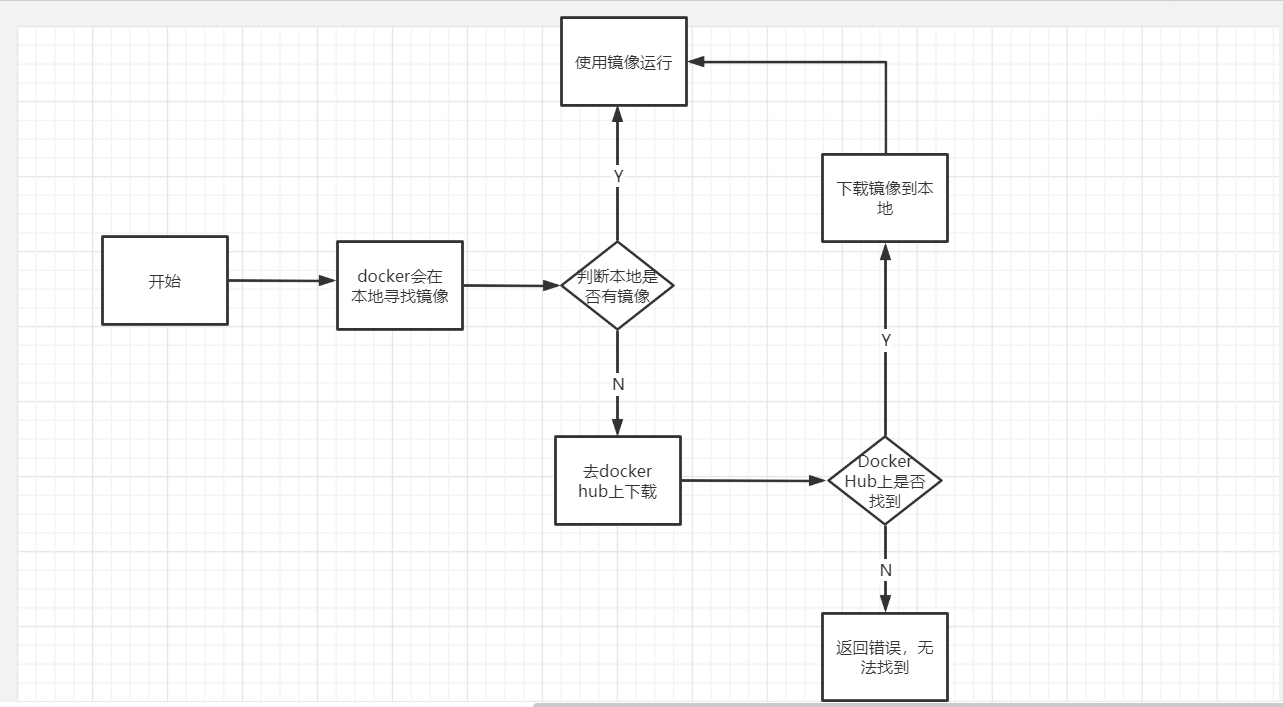 使用镜像运行
下载镜像到本
地
Y
开始
docker会在
本地寻找镜像
判断本地是
否有镜像
Y
N
去docker
hub上下载
Docker
Hub上是否
找到
N
返回错误，无
法找到